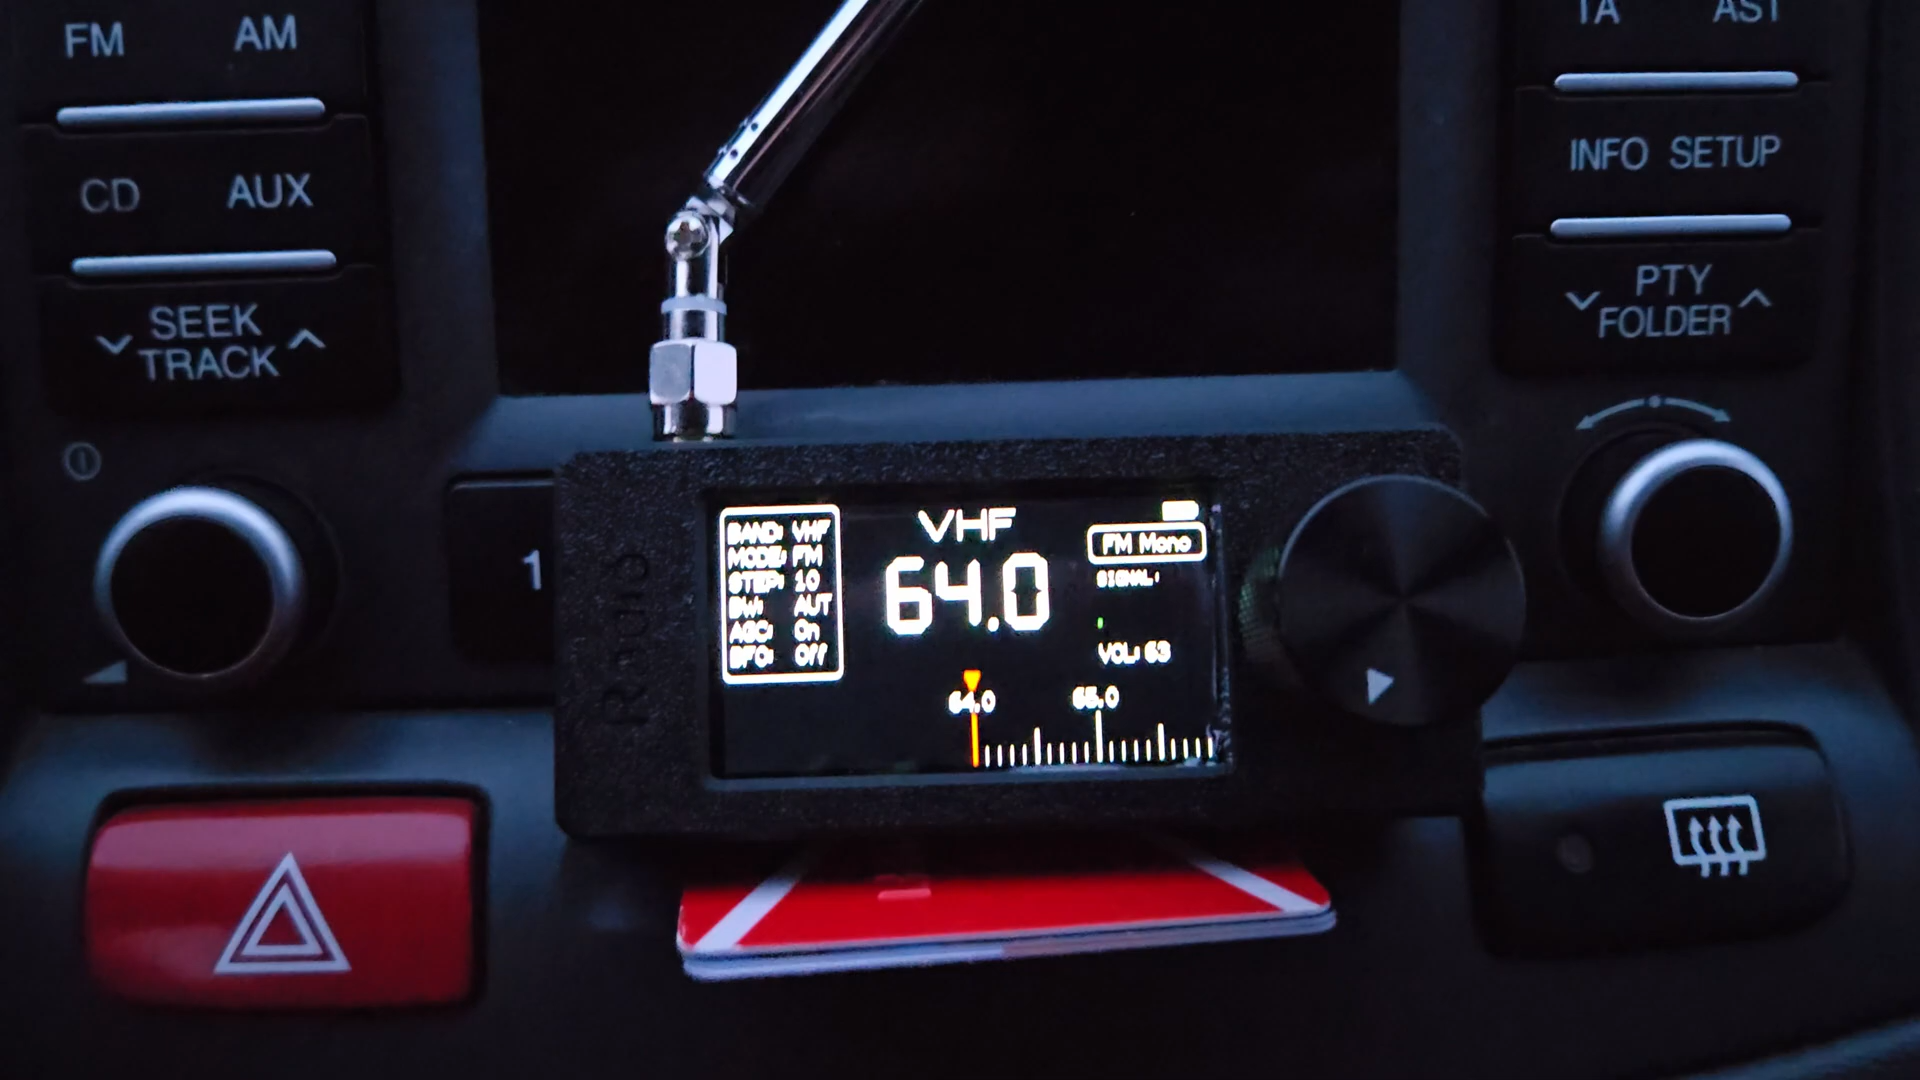 FM AM
CD AUX
SEEK
TRACK
TA AST
INFO SETUP
PTY
FOLDER
1
Radio
BAND: VHF
MODE: FM
STEP: 10
BW: AUT
AGC: On
BFO: Off
VHF
64.0
FM Mono
SIGNAL:
VOL: 63
64.0 65.0